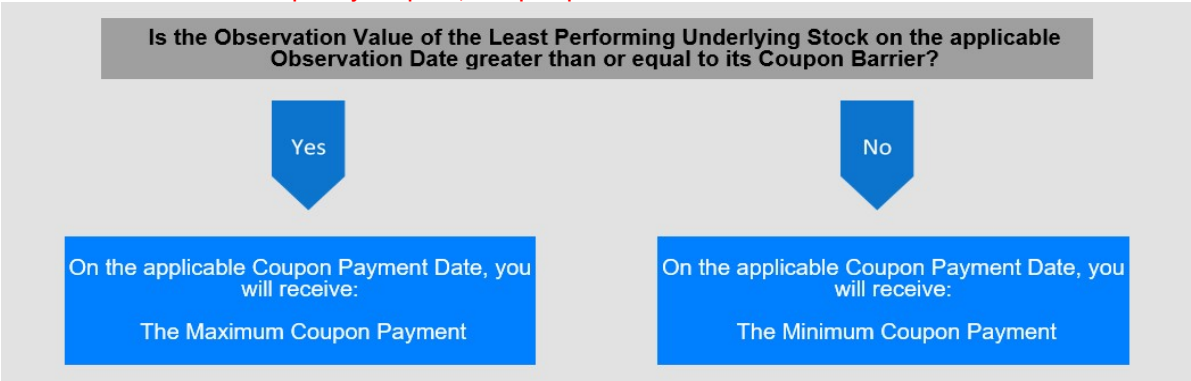 Is the Observation Value of the Least Performing Underlying Stock on the applicable
Observation Date greater than or equal to its Coupon Barrier?
Yes
No
On the applicable Coupon Payment Date, you
will receive:
The Maximum Coupon Payment
On the applicable Coupon Payment Date, you
will receive:
The Minimum Coupon Payment